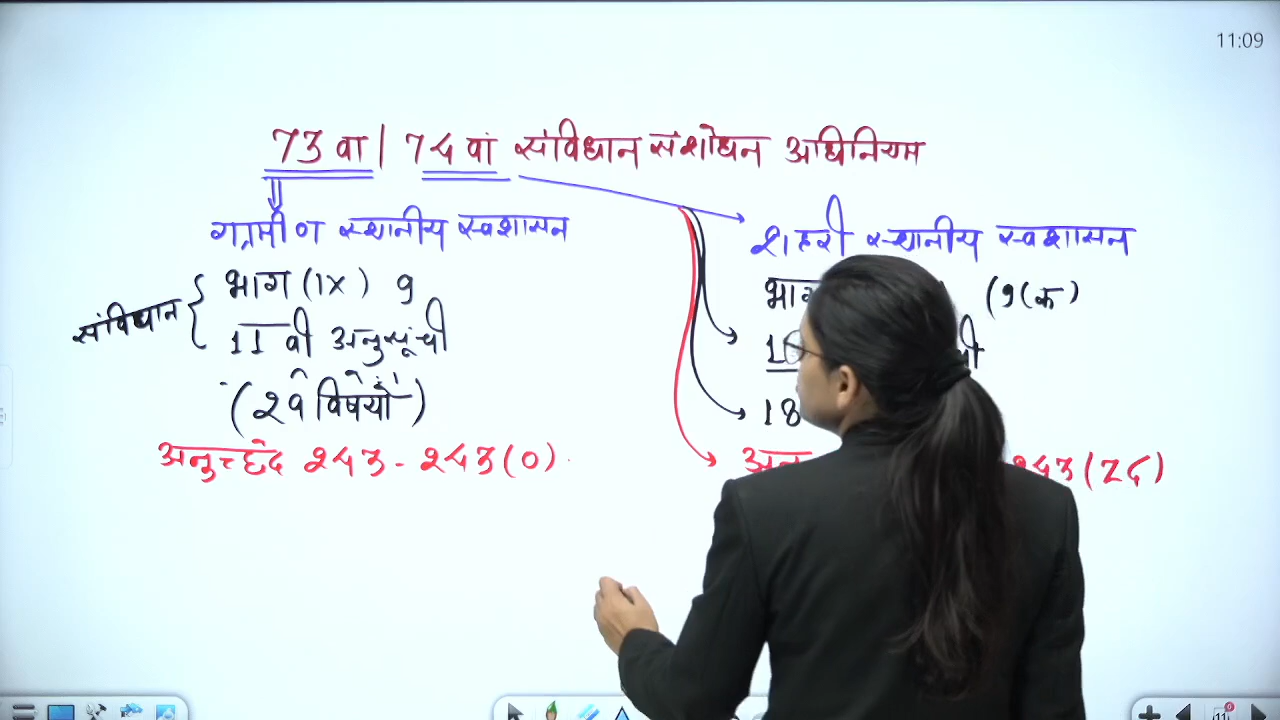 11:09
73 वा | 74 वां संविधान संशोधन अधिनियम
ग्रामीण स्थानीय स्वशासन
संविधान
भाग (IX) 9
11 वी अनुसूंची
(29 विषयों)
अनुच्छेद 243 - 243(0)
शहरी स्थानीय स्वशासन
(9(क)
18
243(ZG)